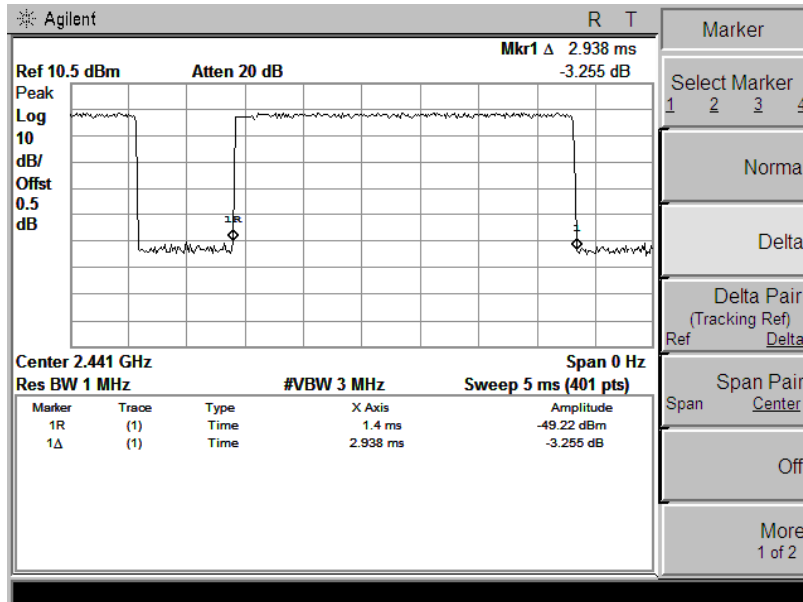 Agilent R T
Mkr1 Δ 2.938 ms
Ref 10.5 dBm Atten 20 dB -3.255 dB
Peak
Log
10
dB/
Offst
0.5
dB
1R
1
Center 2.441 GHz Span 0 Hz
Res BW 1 MHz #VBW 3 MHz Sweep 5 ms (401 pts)
Marker Trace Type X Axis Amplitude
1R (1) Time 1.4 ms -49.22 dBm
1Δ (1) Time 2.938 ms -3.255 dB
Marker
Select Marker
1 2 3 4
Norma
Delta
Delta Pair
(Tracking Ref)
Ref Delta
Span Pair
Span Center
Off
More
1 of 2